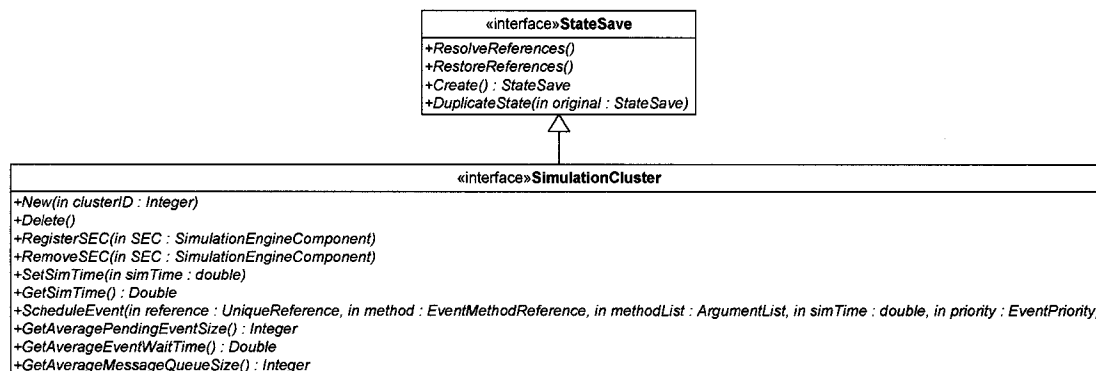 «interface»StateSave
+ResolveReferences()
+RestoreReferences()
+Create() : StateSave
+DuplicateState(in original : StateSave)
«interface»SimulationCluster
+New(in clusterID : Integer)
+Delete()
+RegisterSEC(in SEC : SimulationEngineComponent)
+RemoveSEC(in SEC : SimulationEngineComponent)
+SetSimTime(in simTime : double)
+GetSimTime() : Double
+ScheduleEvent(in reference : UniqueReference, in method : EventMethodReference, in methodList : ArgumentList, in simTime : double, in priority : EventPriority,
+GetAveragePendingEventSize() : Integer
+GetAverageEventWaitTime() : Double
+GetAverageMessageQueueSize() : Integer